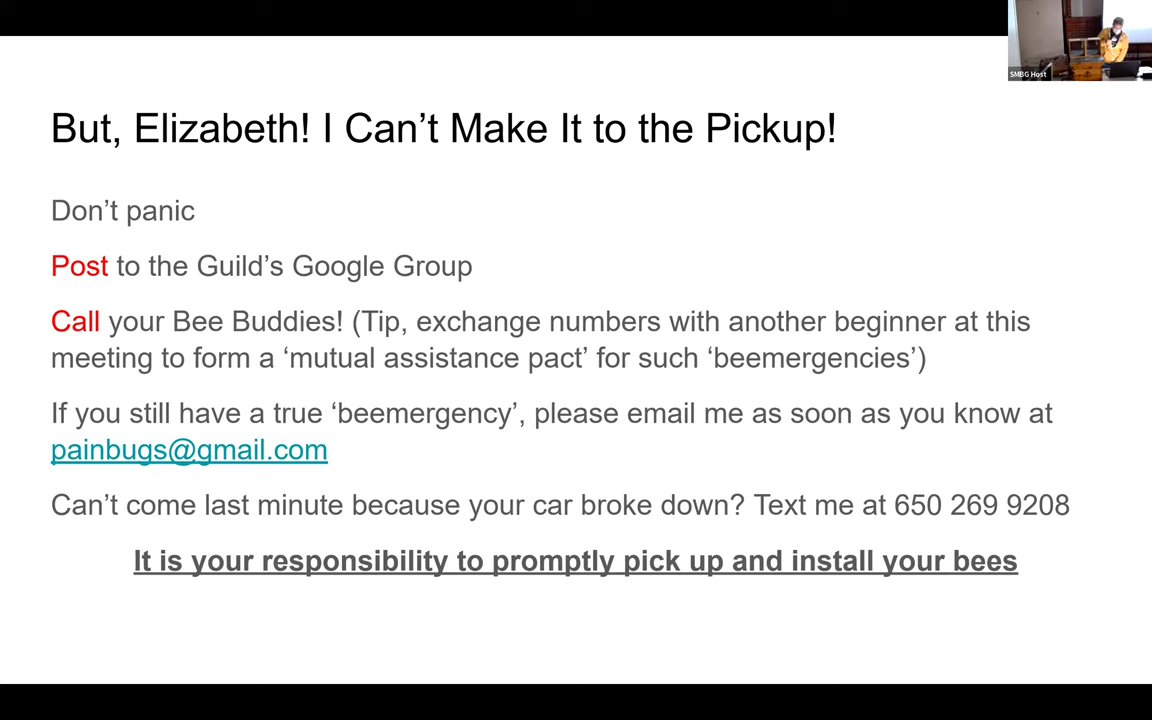 SMBG Host
But, Elizabeth! I Can’t Make It to the Pickup!
Don’t panic
Post to the Guild’s Google Group
Call your Bee Buddies! (Tip, exchange numbers with another beginner at this
meeting to form a ‘mutual assistance pact’ for such ‘beemergencies’)
If you still have a true ‘beemergency’, please email me as soon as you know at
painbugs@gmail.com
Can’t come last minute because your car broke down? Text me at 650 269 9208
It is your responsibility to promptly pick up and install your bees